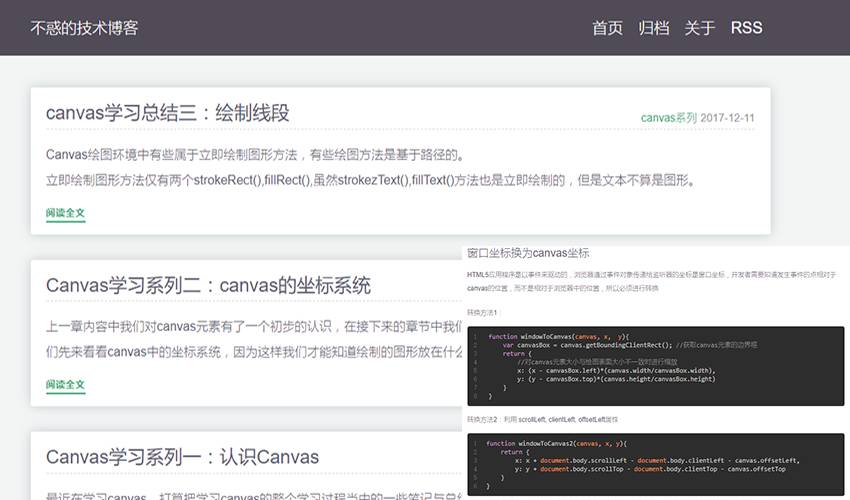 不惑的技术博客
首页 归档 关于 RSS
canvas学习总结三：绘制线段
canvas系列 2017-12-11
Canvas绘图环境中有些属于立即绘制图形方法，有些绘图方法是基于路径的。
立即绘制图形方法仅有两个strokeRect(),fillRect(),虽然strokezText(),fillText()方法也是立即绘制的，但是文本不算是图形。
阅读全文
Canvas学习系列二：canvas的坐标系统
上一章内容中我们对canvas元素有了一个初步的认识，在接下来的章节中我们
们先来看看canvas中的坐标系统，因为这样我们才能知道绘制的图形放在什么
阅读全文
Canvas学习系列一：认识Canvas
最近在学习canvas，打算把学习canvas的整个学习过程当中的一些笔记与总结
窗口坐标换为canvas坐标
HTML5应用程序是以事件来驱动的，浏览器通过事件对象传递给监听器的坐标是窗口坐标，开发者需要知道发生事件的点相对于
canvas的位置，而不是相对于浏览器中的位置，所以必须进行转换
转换方法1：
1 function windowToCanvas(canvas, x, y){
2 var canvasBox = canvas.getBoundingClientRect(); //获取canvas元素的边界框
3 return {
4 //对canvas元素大小与绘图表面大小不一致时进行缩放
5 x: (x - canvasBox.left)*(canvas.width/canvasBox.width),
6 y: (y - canvasBox.top)*(canvas.height/canvasBox.height)
7 }
8 }
转换方法2：利用 scrollLeft, clientLeft, offsetLeft属性
1 function windowToCanvas2(canvas, x, y){
2 return {
3 x: x + document.body.scrollLeft - document.body.clientLeft - canvas.offsetLeft,
4 y: y + document.body.scrollTop - document.body.clientTop - canvas.offsetTop
5 }
6 }